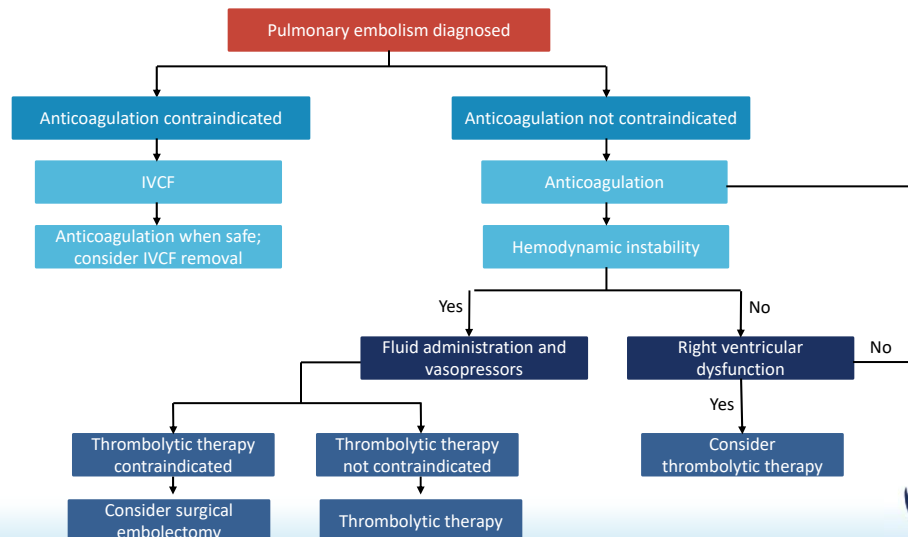 Pulmonary embolism diagnosed
Anticoagulation contraindicated
Anticoagulation not contraindicated
IVCF
Anticoagulation
Anticoagulation when safe;
consider IVCF removal
Hemodynamic instability
Yes
No
Fluid administration and
vasopressors
Right ventricular
dysfunction
No
Yes
Thrombolytic therapy
contraindicated
Thrombolytic therapy
not contraindicated
Consider
thrombolytic therapy
Consider surgical
embolectomy
Thrombolytic therapy